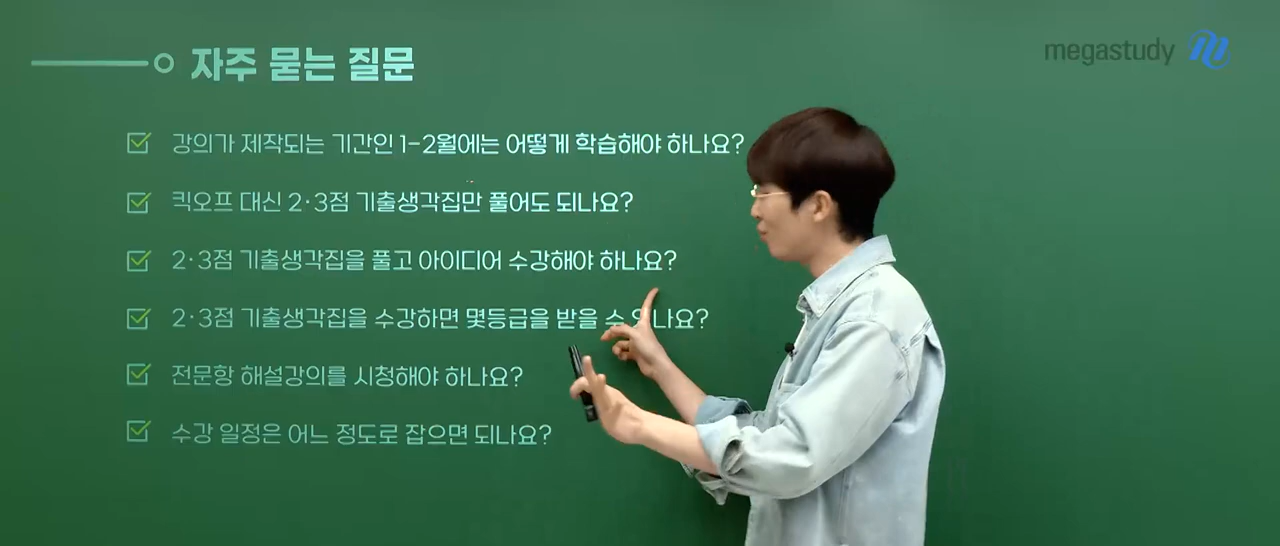 자주 묻는 질문
megastudy
강의가 제작되는 기간인 1-2월에는 어떻게 학습해야 하나요?
킥오프 대신 2·3점 기출생각집만 풀어도 되나요?
2·3점 기출생각집을 풀고 아이디어 수강해야 하나요?
2·3점 기출생각집을 수강하면 몇등급을 받을 수
전문항 해설강의를 시청해야 하나요?
수강 일정은 어느 정도로 잡으면 되나요?